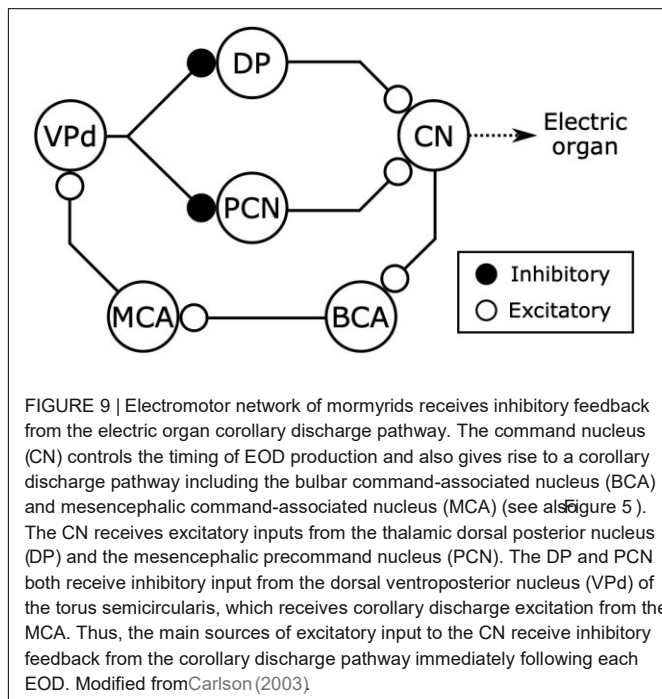 DP
VPd
CN
Electric
organ
PCN
Inhibitory
Excitatory
MCA
BCA
FIGURE 9 | Electromotor network of mormyrids receives inhibitory feedback
from the electric organ corollary discharge pathway. The command nucleus
(CN) controls the timing of EOD production and also gives rise to a corollary
discharge pathway including the bulbar command-associated nucleus (BCA)
and mesencephalic command-associated nucleus (MCA) (see also Figure 5 ).
The CN receives excitatory inputs from the thalamic dorsal posterior nucleus
(DP) and the mesencephalic precommand nucleus (PCN). The DP and PCN
both receive inhibitory input from the dorsal ventroposterior nucleus (VPd) of
the torus semicircularis, which receives corollary discharge excitation from the
MCA. Thus, the main sources of excitatory input to the CN receive inhibitory
feedback from the corollary discharge pathway immediately following each
EOD. Modified from Carlson (2003).